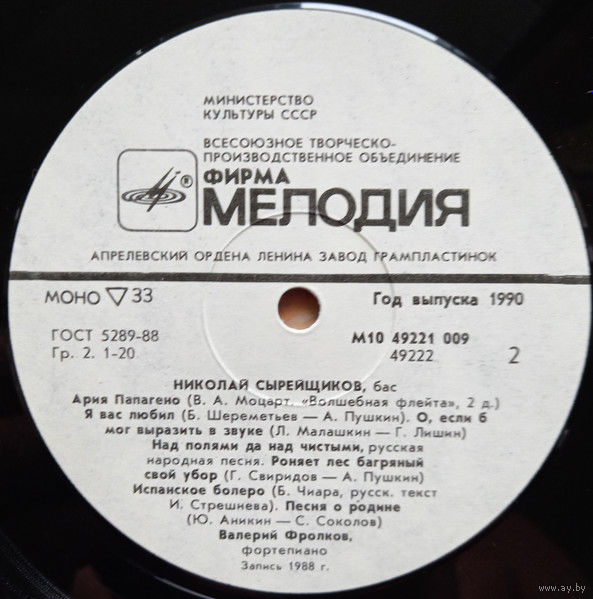 МИНИСТЕРСТВО
КУЛЬТУРЫ СССР
ВСЕСОЮЗНОЕ ТВОРЧЕСКО-
ПРОИЗВОДСТВЕННОЕ ОБЪЕДИНЕНИЕ
ФИРМА
®
МЕЛОДИЯ
АПРЕЛЕВСКИЙ ОРДЕНА ЛЕНИНА ЗАВОД ГРАМПЛАСТИНОК
МОНО ▽ 33
Год выпуска 1990
ГОСТ 5289-88
Гр. 2. 1-20
М10 49221 009
49222
2
НИКОЛАЙ СЫРЕЙЩИКОВ, бас
Ария Папагено (В. А. Моцарт. «Волшебная флейта», 2 д.)
Я вас любил (Б. Шереметьев — А. Пушкин). О, если б
мог выразить в звуке (Л. Малашкин — Г. Лишин)
Над полями да над чистыми, русская
народная песня. Роняет лес багряный
свой убор (Г. Свиридов — А. Пушкин)
Испанское болеро (Б. Чиара, русск. текст
И. Стрешнева). Песня о родине
(Ю. Аникин — С. Соколов)
Валерий Фролков,
фортепиано
Запись 1988 г.
www.ay.by